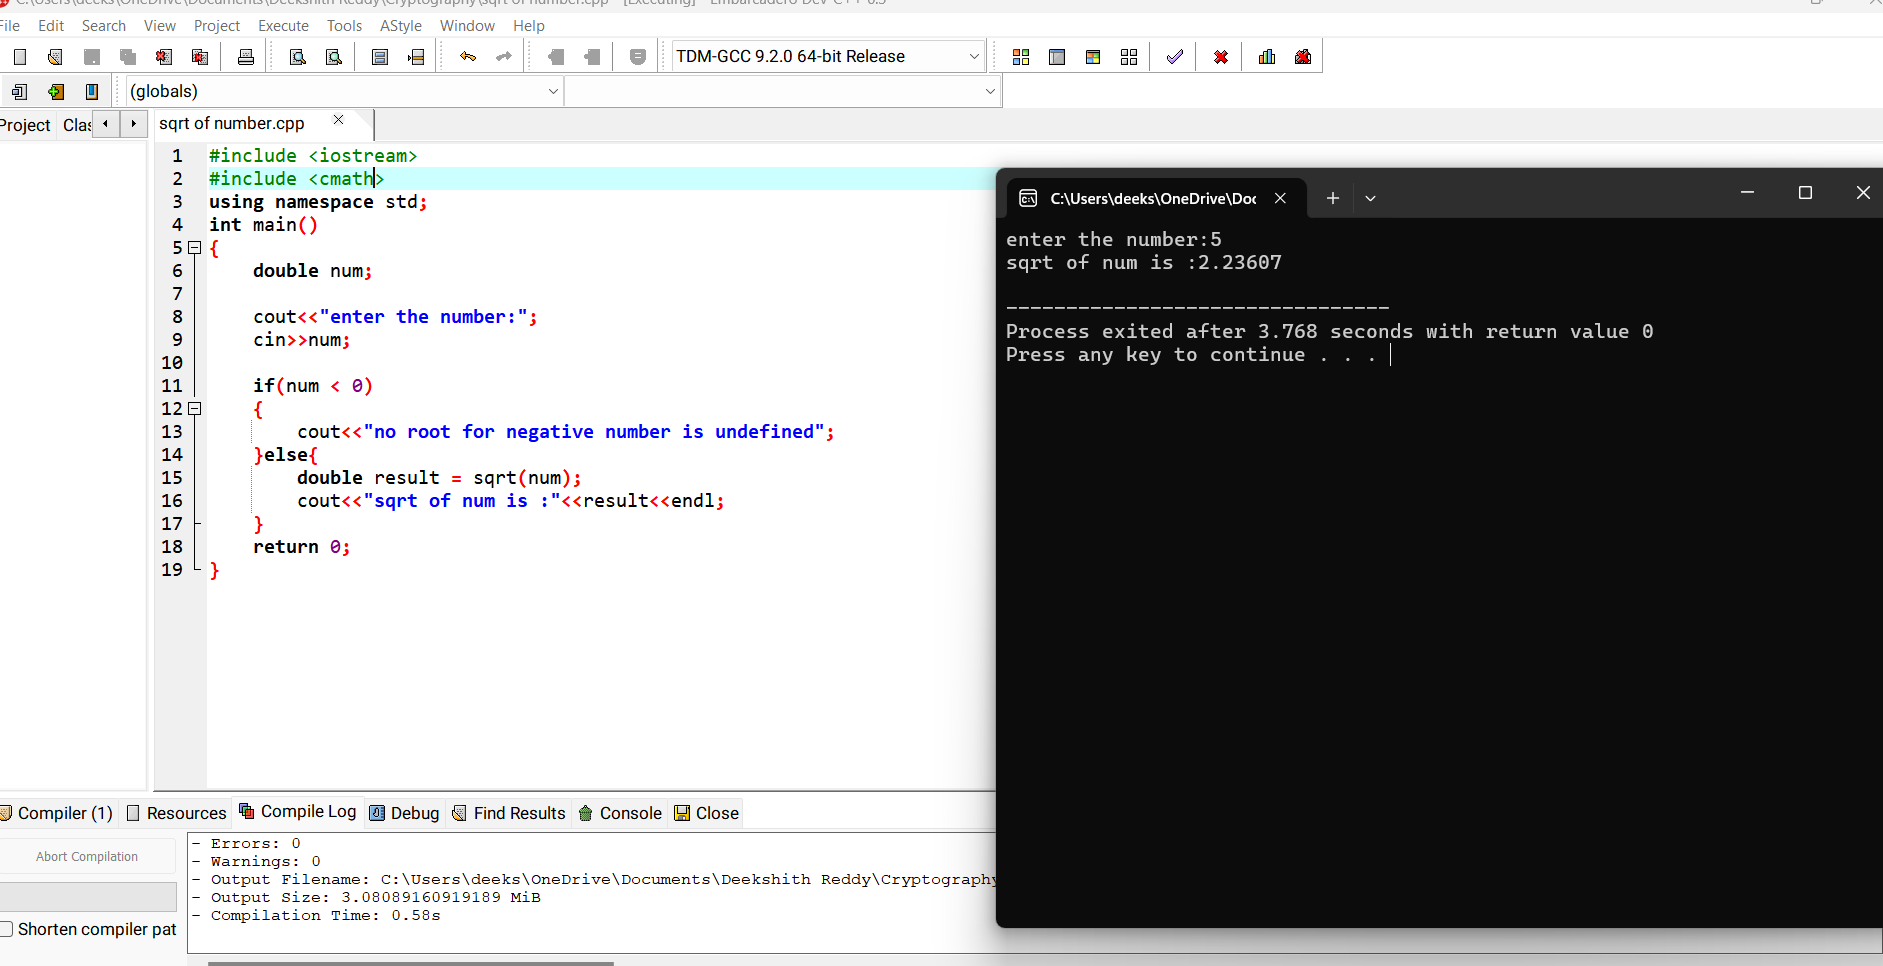 C:\Users\deeks\OneDrive\Documents\Deekshith Reddy\Cryptography\sqrt of number.cpp - [Executing] - Embarcadero Dev-C++ 6.3
File Edit Search View Project Execute Tools AStyle Window Help
TDM-GCC 9.2.0 64-bit Release
(globals)
Project Clas
sqrt of number.cpp
1 #include <iostream>
2 #include <cmath>
3 using namespace std;
4 int main()
5 {
6 double num;
7
8 cout<<"enter the number:";
9 cin>>num;
10
11 if(num < 0)
12 {
13 cout<<"no root for negative number is undefined";
14 }else{
15 double result = sqrt(num);
16 cout<<"sqrt of num is :"<<result<<endl;
17 }
18 return 0;
19 }
C:\Users\deeks\OneDrive\Doc
enter the number:5
sqrt of num is :2.23607
--------------------------------
Process exited after 3.768 seconds with return value 0
Press any key to continue . . .
Compiler (1) Resources Compile Log Debug Find Results Console Close
Abort Compilation
Shorten compiler pat
- Errors: 0
- Warnings: 0
- Output Filename: C:\Users\deeks\OneDrive\Documents\Deekshith Reddy\Cryptography
- Output Size: 3.08089160919189 MiB
- Compilation Time: 0.58s